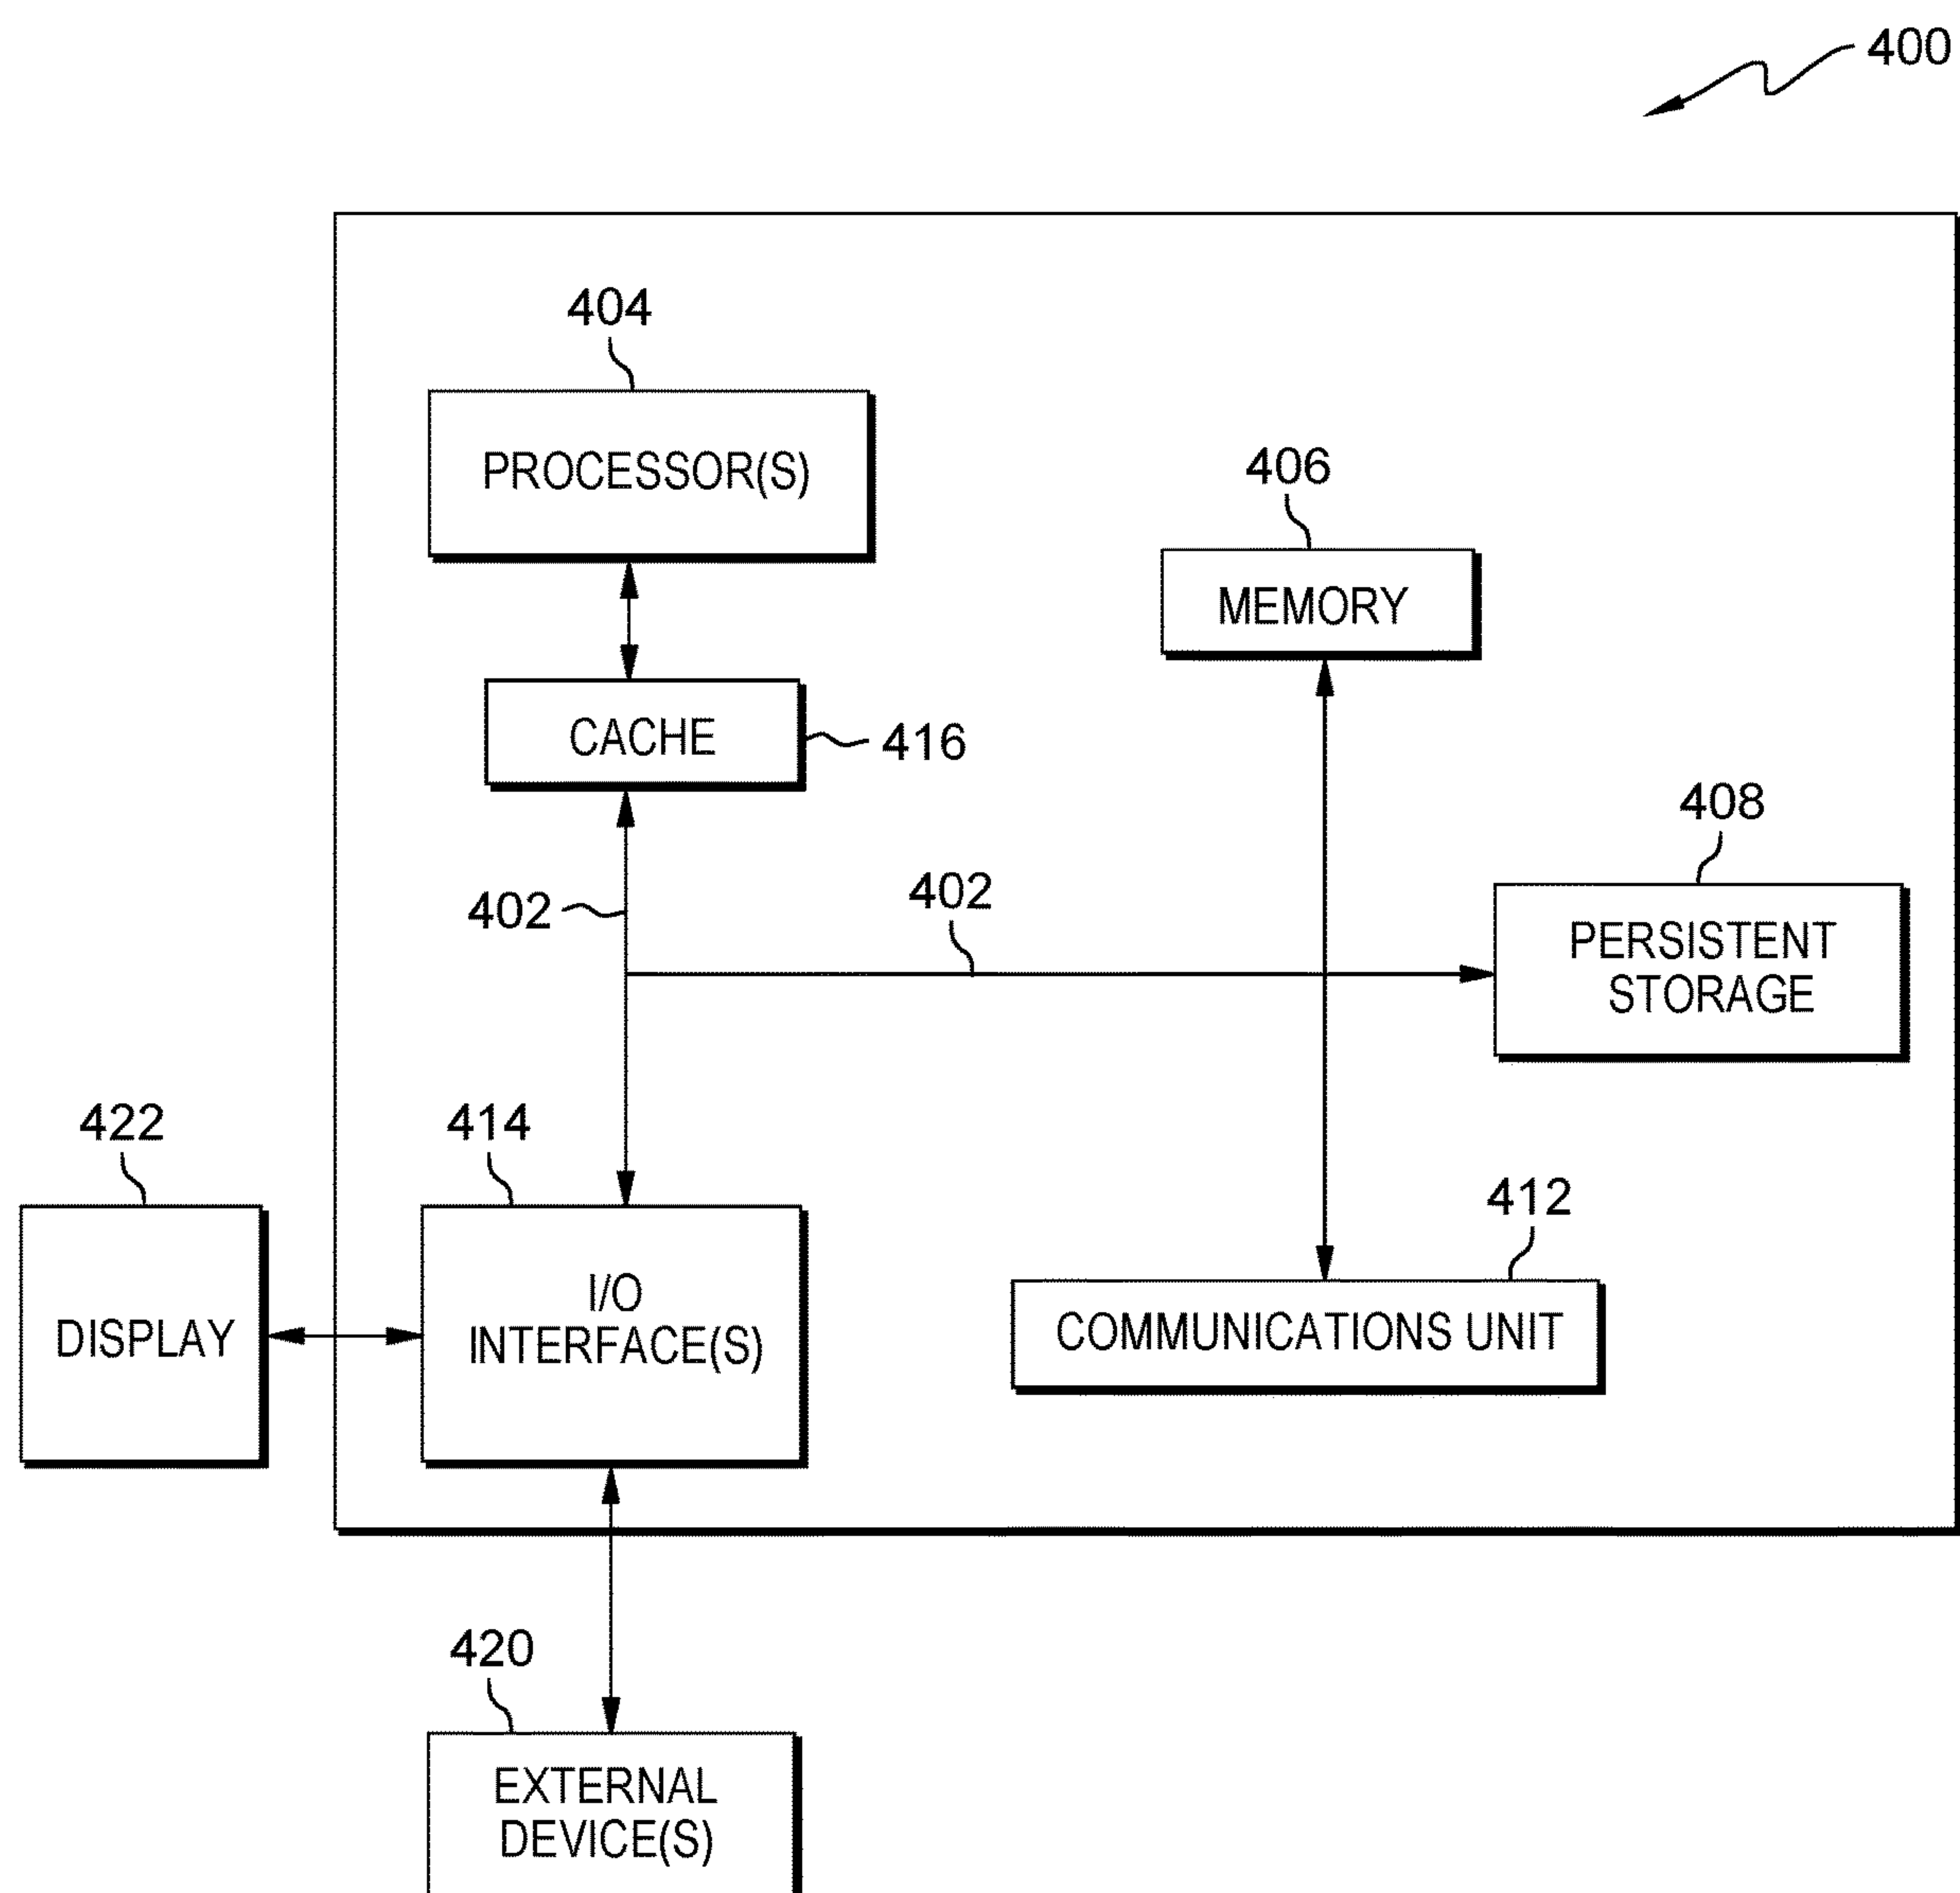 400
404
PROCESSOR(S)
406
MEMORY
CACHE
416
408
402
402
PERSISTENT
STORAGE
422
414
412
DISPLAY
I/O
INTERFACE(S)
COMMUNICATIONS UNIT
420
EXTERNAL
DEVICE(S)